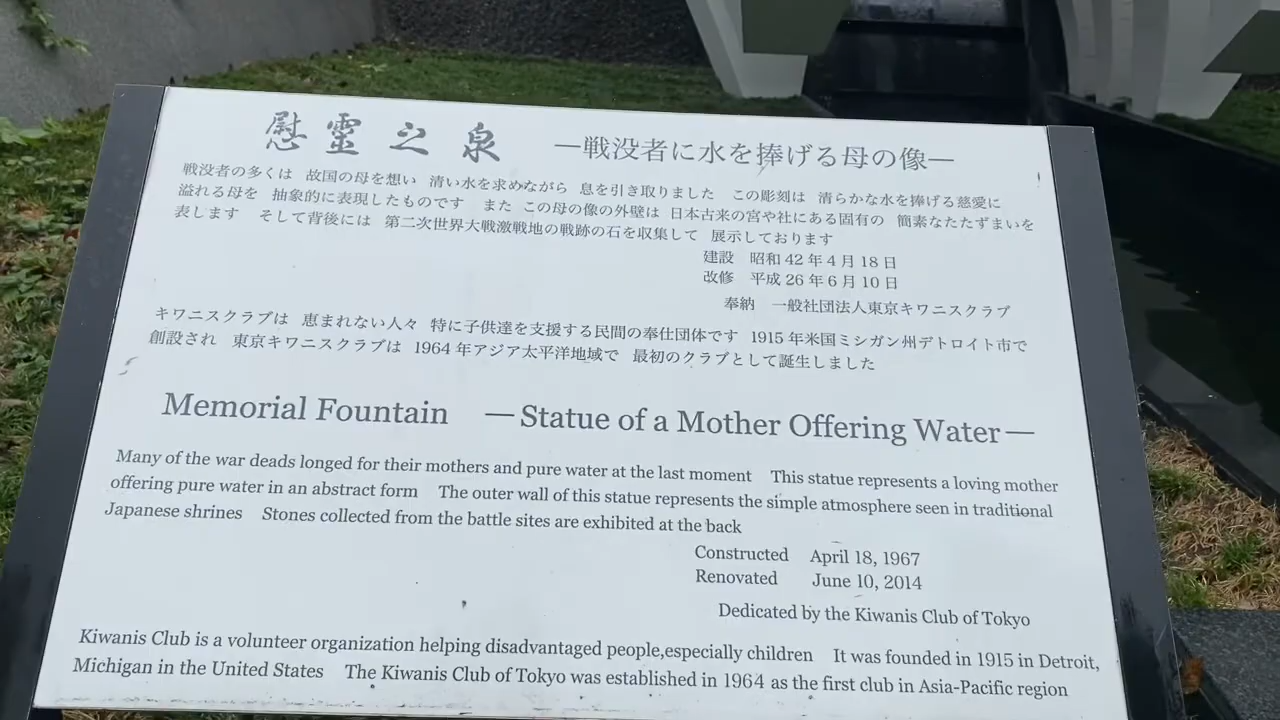 慰霊之泉 ―戦没者に水を捧げる母の像―
戦没者の多くは 故国の母を想い 清い水を求めながら 息を引き取りました この彫刻は 清らかな水を捧げる慈愛に
溢れる母を 抽象的に表現したものです また この母の像の外壁は 日本古来の宮や社にある固有の 簡素なたたずまいを
表します そして背後には 第二次世界大戦激戦地の戦跡の石を収集して 展示しております
建設 昭和42年4月18日
改修 平成26年6月10日
奉納 一般社団法人東京キワニスクラブ
キワニスクラブは 恵まれない人々 特に子供達を支援する民間の奉仕団体です 1915年米国ミシガン州デトロイト市で
創設され 東京キワニスクラブは 1964年アジア太平洋地域で 最初のクラブとして誕生しました
Memorial Fountain ―Statue of a Mother Offering Water―
Many of the war deads longed for their mothers and pure water at the last moment This statue represents a loving mother
offering pure water in an abstract form The outer wall of this statue represents the simple atmosphere seen in traditional
Japanese shrines Stones collected from the battle sites are exhibited at the back
Constructed April 18, 1967
Renovated June 10, 2014
Dedicated by the Kiwanis Club of Tokyo
Kiwanis Club is a volunteer organization helping disadvantaged people,especially children It was founded in 1915 in Detroit,
Michigan in the United States The Kiwanis Club of Tokyo was established in 1964 as the first club in Asia-Pacific region